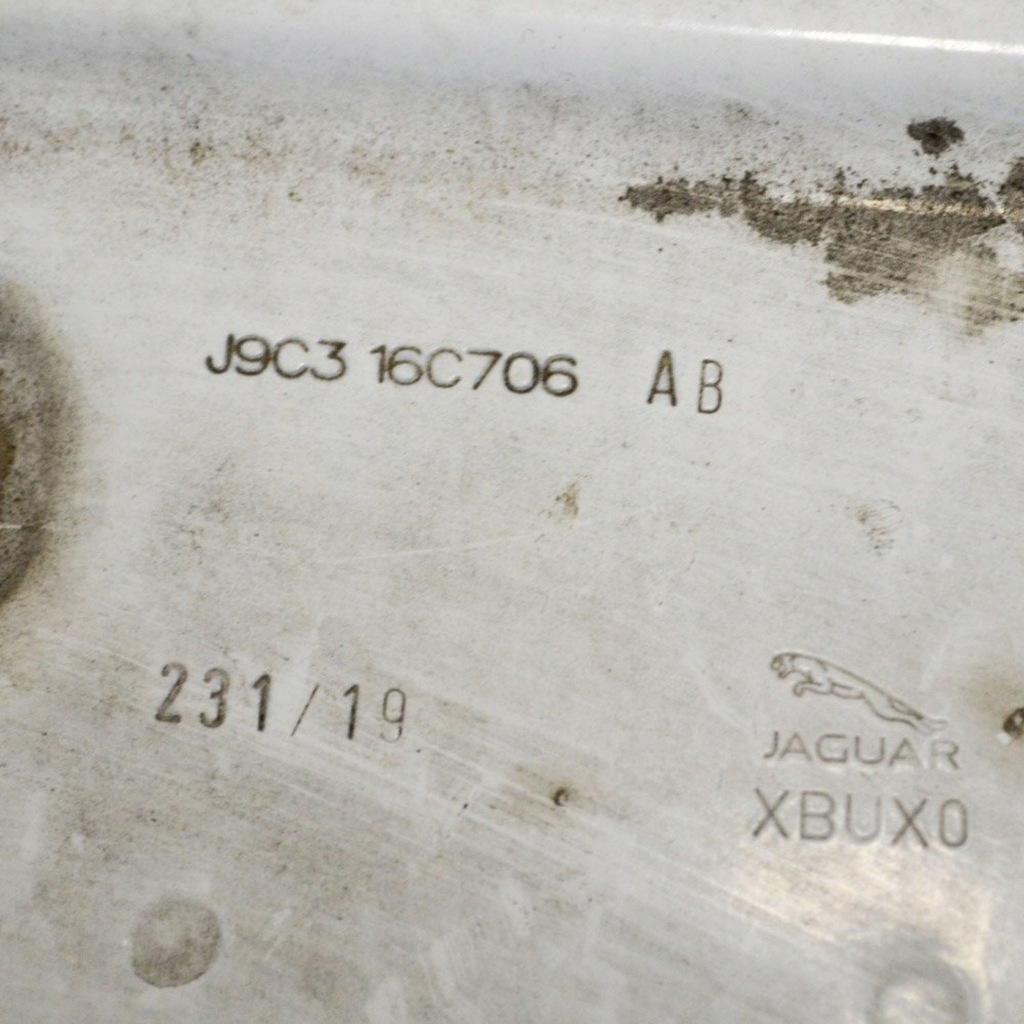 J9C3 16C706 AB
231/19
JAGUAR
XBUX0